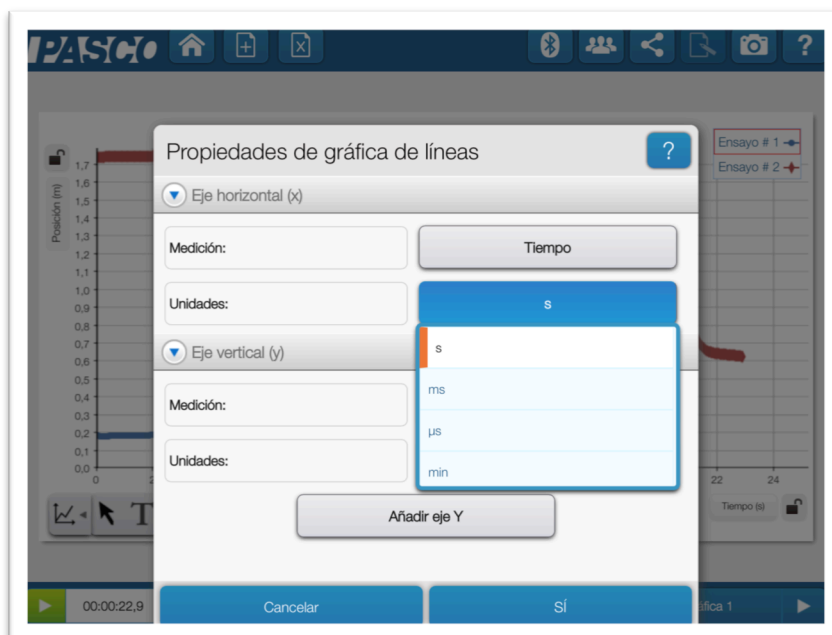 PASCO
?
Propiedades de gráfica de líneas
?
Ensayo # 1
Ensayo # 2
Eje horizontal (x)
Medición:
Tiempo
Unidades:
s
s
ms
µs
min
Eje vertical (y)
Medición:
Unidades:
Añadir eje Y
Cancelar
SÍ
Posición (m)
1,7
1,6
1,5
1,4
1,3
1,2
1,1
1,0
0,9
0,8
0,7
0,6
0,5
0,4
0,3
0,2
0,1
0,0
0
22
24
Tiempo (s)
T
00:00:22,9